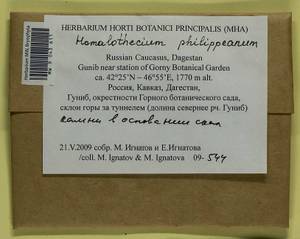 HERBARIUM HORTI BOTANICI PRINCIPALIS (MHA)
Homalothecium philippeanum
Russian Caucasus, Dagestan
Gunib near station of Gorny Botanical Garden
ca. 42°25'N – 46°55'E, 1770 m alt.
Россия, Кавказ, Дагестан,
Гуниб, окрестности Горного ботанического сада,
склон горы за туннелем (долина севернее рч. Гуниб)
камни в основании скал
21.V.2009 собр. М. Игнатов и Е.Игнатова
/coll. M. Ignatov & M. Ignatova 09-544